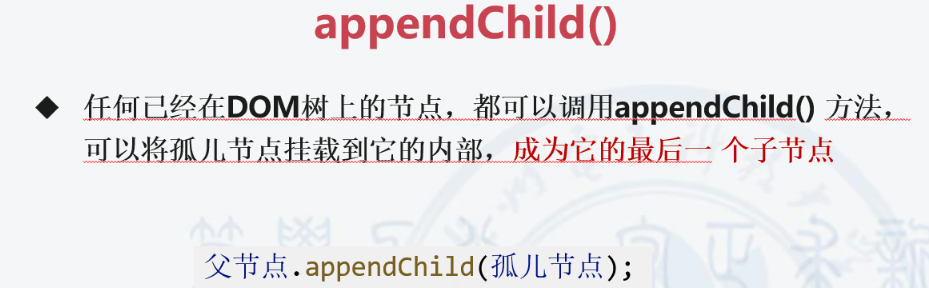 appendChild()
◆ 任何已经在DOM树上的节点，都可以调用appendChild() 方法，
可以将孤儿节点挂载到它的内部，成为它的最后一 个子节点
父节点.appendChild(孤儿节点);